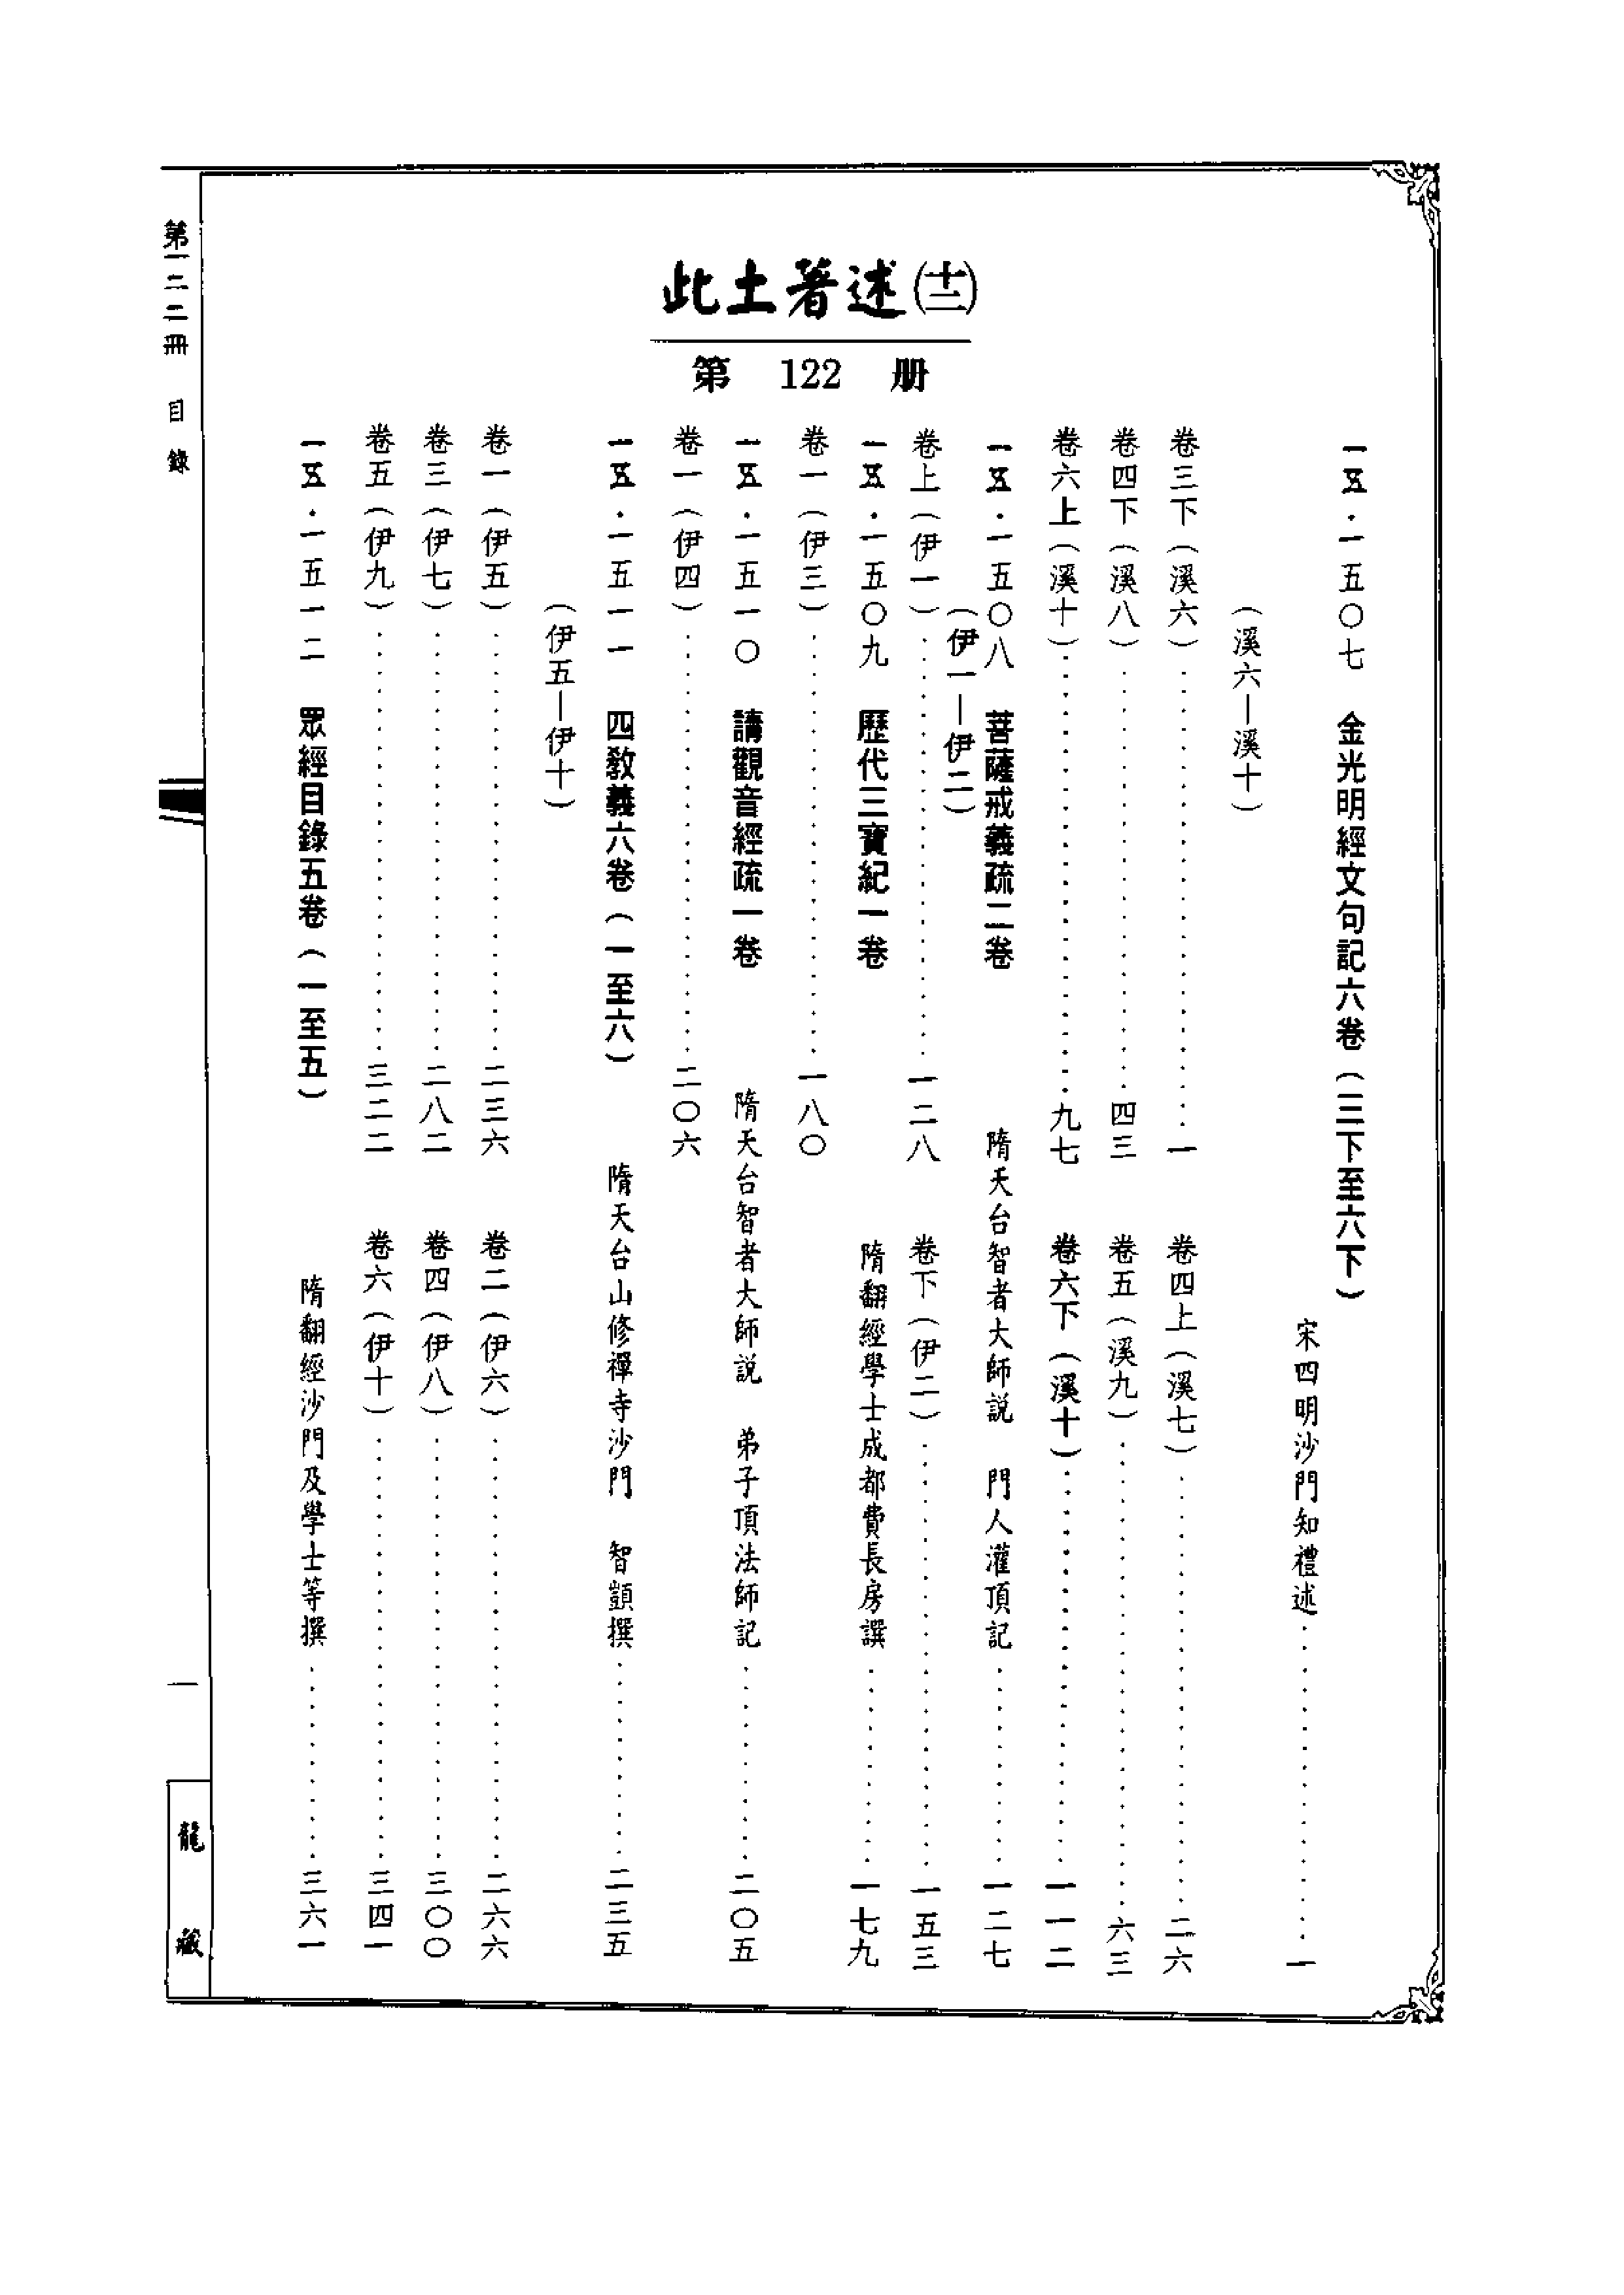 此土著述㈩㈡
第 122 册
一五·一五〇七 金光明經文句記六卷(三下至六下)
宋四明沙門知禮述……一
(溪六—溪十)
卷三下(溪六)……一 卷四上(溪七)……二六
卷四下(溪八)……四三 卷五(溪九)……六三
卷六上(溪十)……九七 卷六下(溪十)……一一二
一五·一五〇八 菩薩戒義疏二卷 隋天台智者大師説 門人灌頂記……一二七
(伊一—伊二)
卷上(伊一)……一二八 卷下(伊二)……一五三
一五·一五〇九 歷代三寶紀一卷 隋翻經學士成都費長房譔……一七九
卷一(伊三)……一八〇
一五·一五一〇 請觀音經疏一卷 隋天台智者大師説 弟子頂法師記……二〇五
卷一(伊四)……二〇六
一五·一五一一 四教義六卷(一至六) 隋天台山修禪寺沙門 智顗撰……二三五
(伊五—伊十)
卷一(伊五)……二三六 卷二(伊六)……二六六
卷三(伊七)……二八二 卷四(伊八)……三〇〇
卷五(伊九)……三二二 卷六(伊十)……三四一
一五·一五一二 眾經目錄五卷(一至五) 隋翻經沙門及學士等撰……三六一
第一二二冊 目錄
一
龍藏